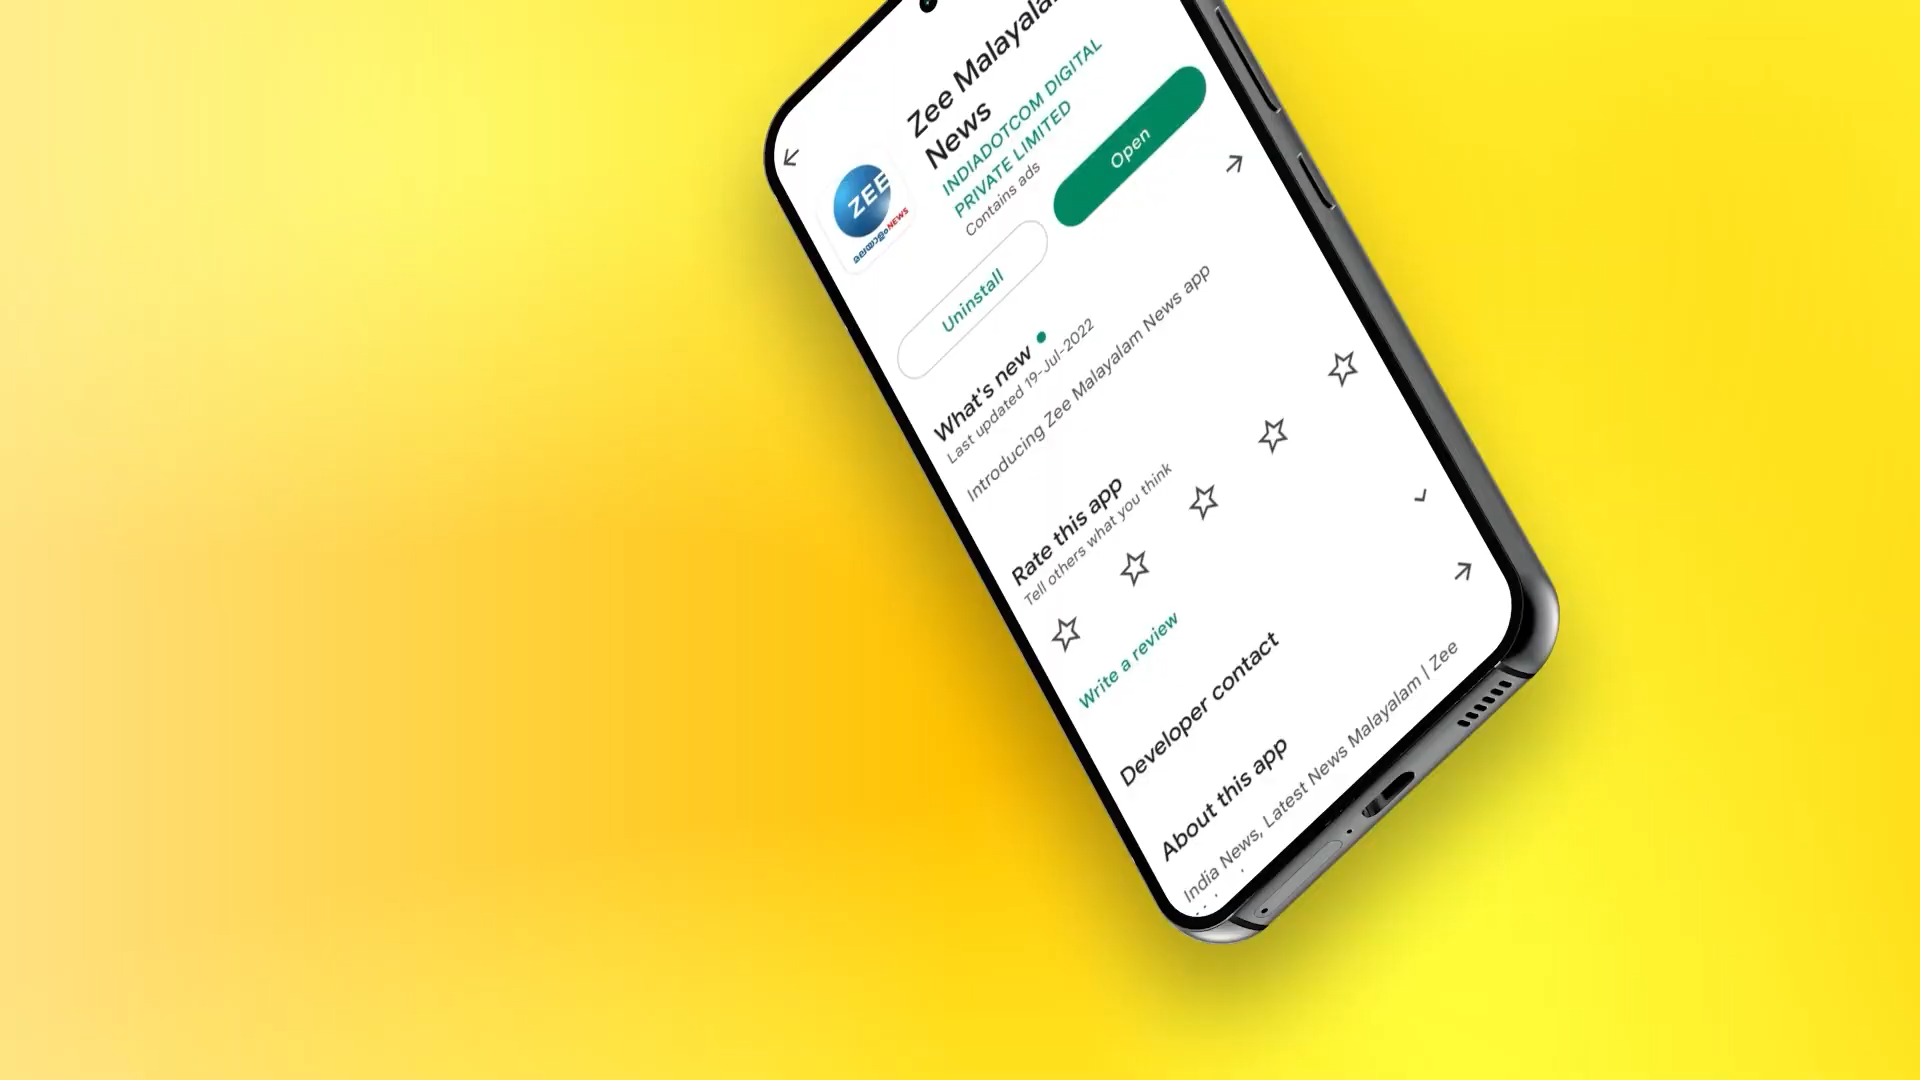 Zee Malayala
News
INDIADOTCOM DIGITAL
PRIVATE LIMITED
Contains ads
ZEE
മലയാളംNEWS
Uninstall
Open
What's new
Last updated 19-Jul-2022
Introducing Zee Malayalam News app
Rate this app
Tell others what you think
Write a review
Developer contact
About this app
India News, Latest News Malayalam | Zee